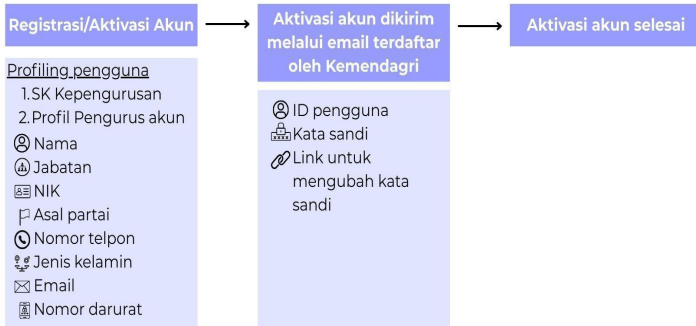 Registrasi/Aktivasi Akun
Profiling pengguna
1.SK Kepengurusan
2.Profil Pengurus akun
Nama
Jabatan
NIK
Asal partai
Nomor telpon
Jenis kelamin
Email
Nomor darurat
Aktivasi akun dikirim
melalui email terdaftar
oleh Kemendagri
ID pengguna
Kata sandi
Link untuk
mengubah kata
sandi
Aktivasi akun selesai